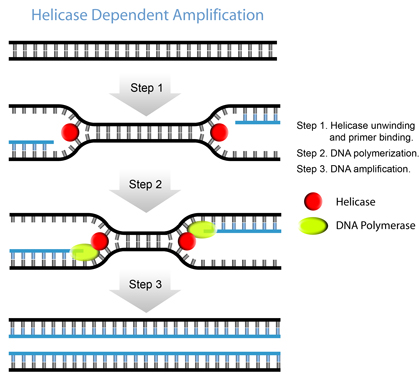 Helicase Dependent Amplification
Step 1
Step 1. Helicase unwinding
and primer binding.
Step 2. DNA polymerization.
Step 3. DNA amplification.
Step 2
Helicase
DNA Polymerase
Step 3